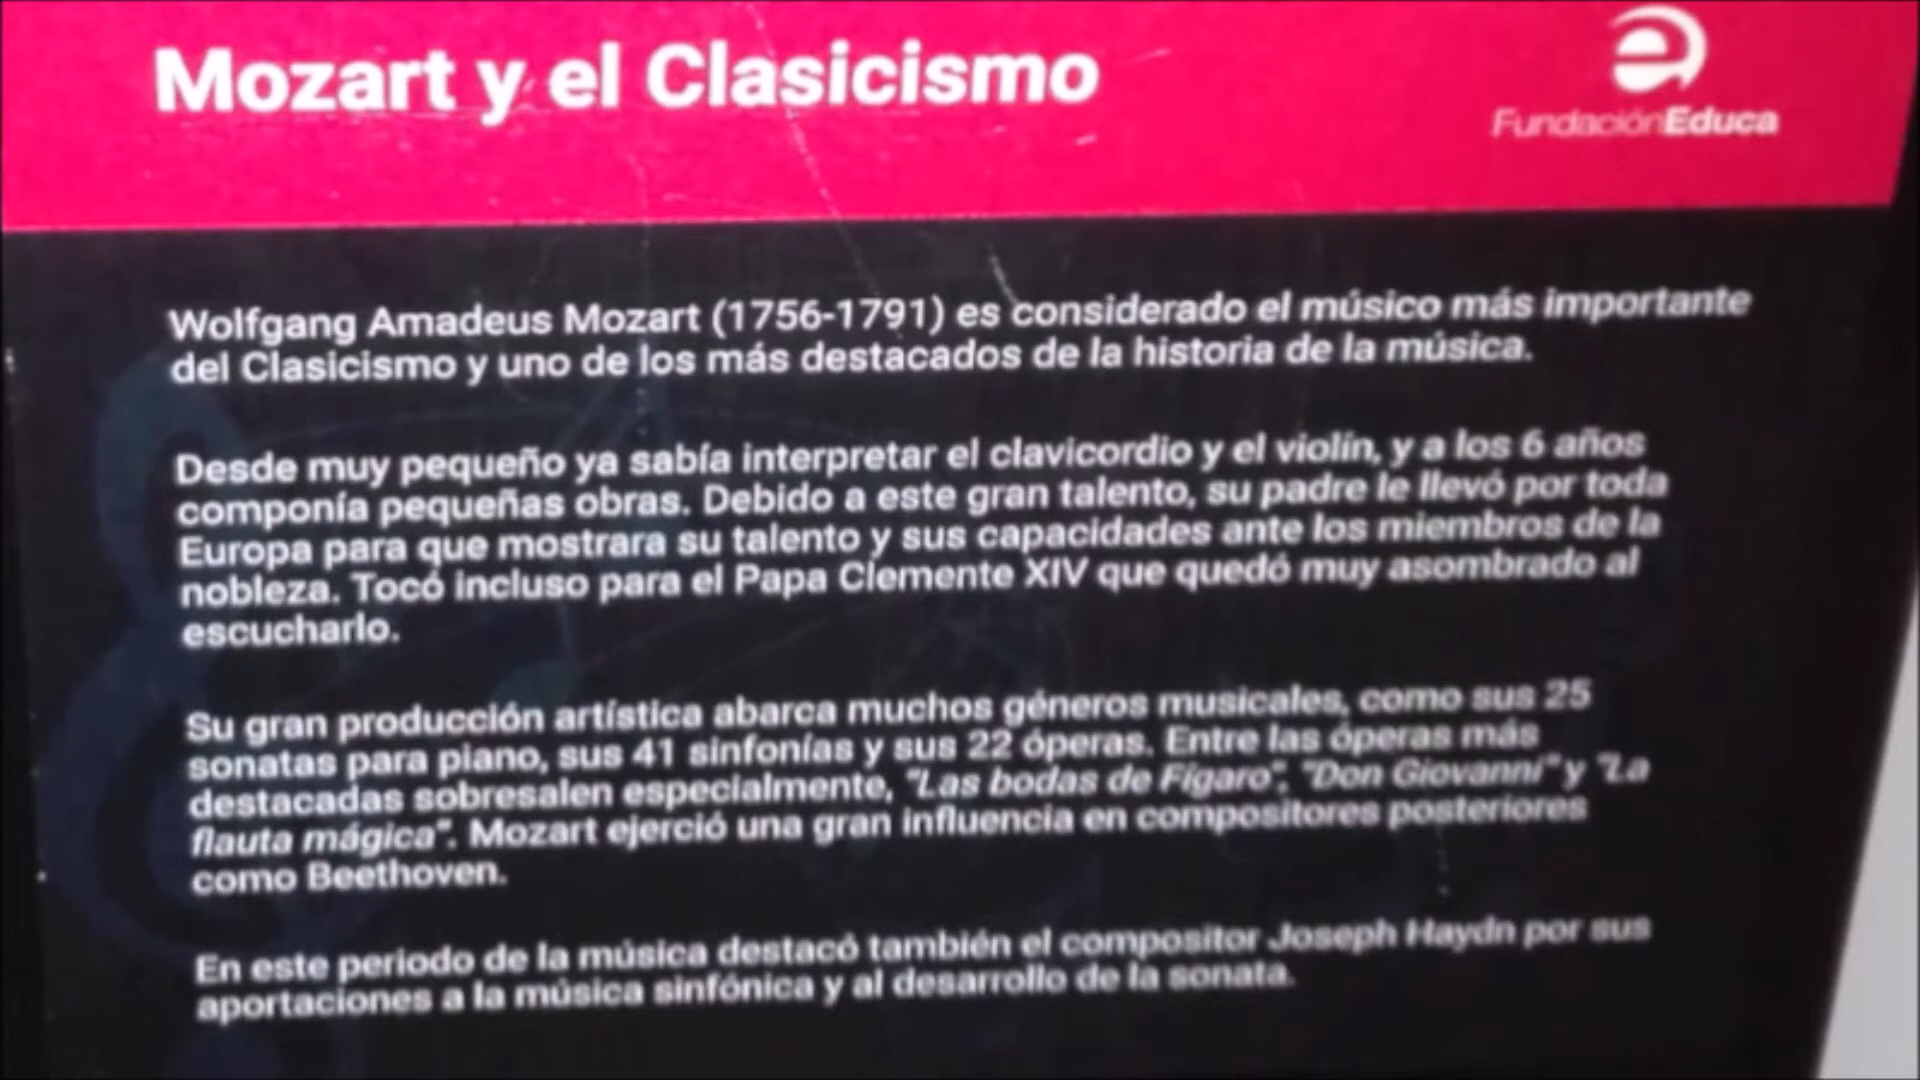 Mozart y el Clasicismo
FundaciónEduca
Wolfgang Amadeus Mozart (1756-1791) es considerado el músico más importante
del Clasicismo y uno de los más destacados de la historia de la música.
Desde muy pequeño ya sabía interpretar el clavicordio y el violín, y a los 6 años
componía pequeñas obras. Debido a este gran talento, su padre le llevó por toda
Europa para que mostrara su talento y sus capacidades ante los miembros de la
nobleza. Tocó incluso para el Papa Clemente XIV que quedó muy asombrado al
escucharlo.
Su gran producción artística abarca muchos géneros musicales, como sus 25
sonatas para piano, sus 41 sinfonías y sus 22 óperas. Entre las óperas más
destacadas sobresalen especialmente, "Las bodas de Fígaro", "Don Giovanni" y "La
flauta mágica". Mozart ejerció una gran influencia en compositores posteriores
como Beethoven.
En este periodo de la música destacó también el compositor Joseph Haydn por sus
aportaciones a la música sinfónica y al desarrollo de la sonata.